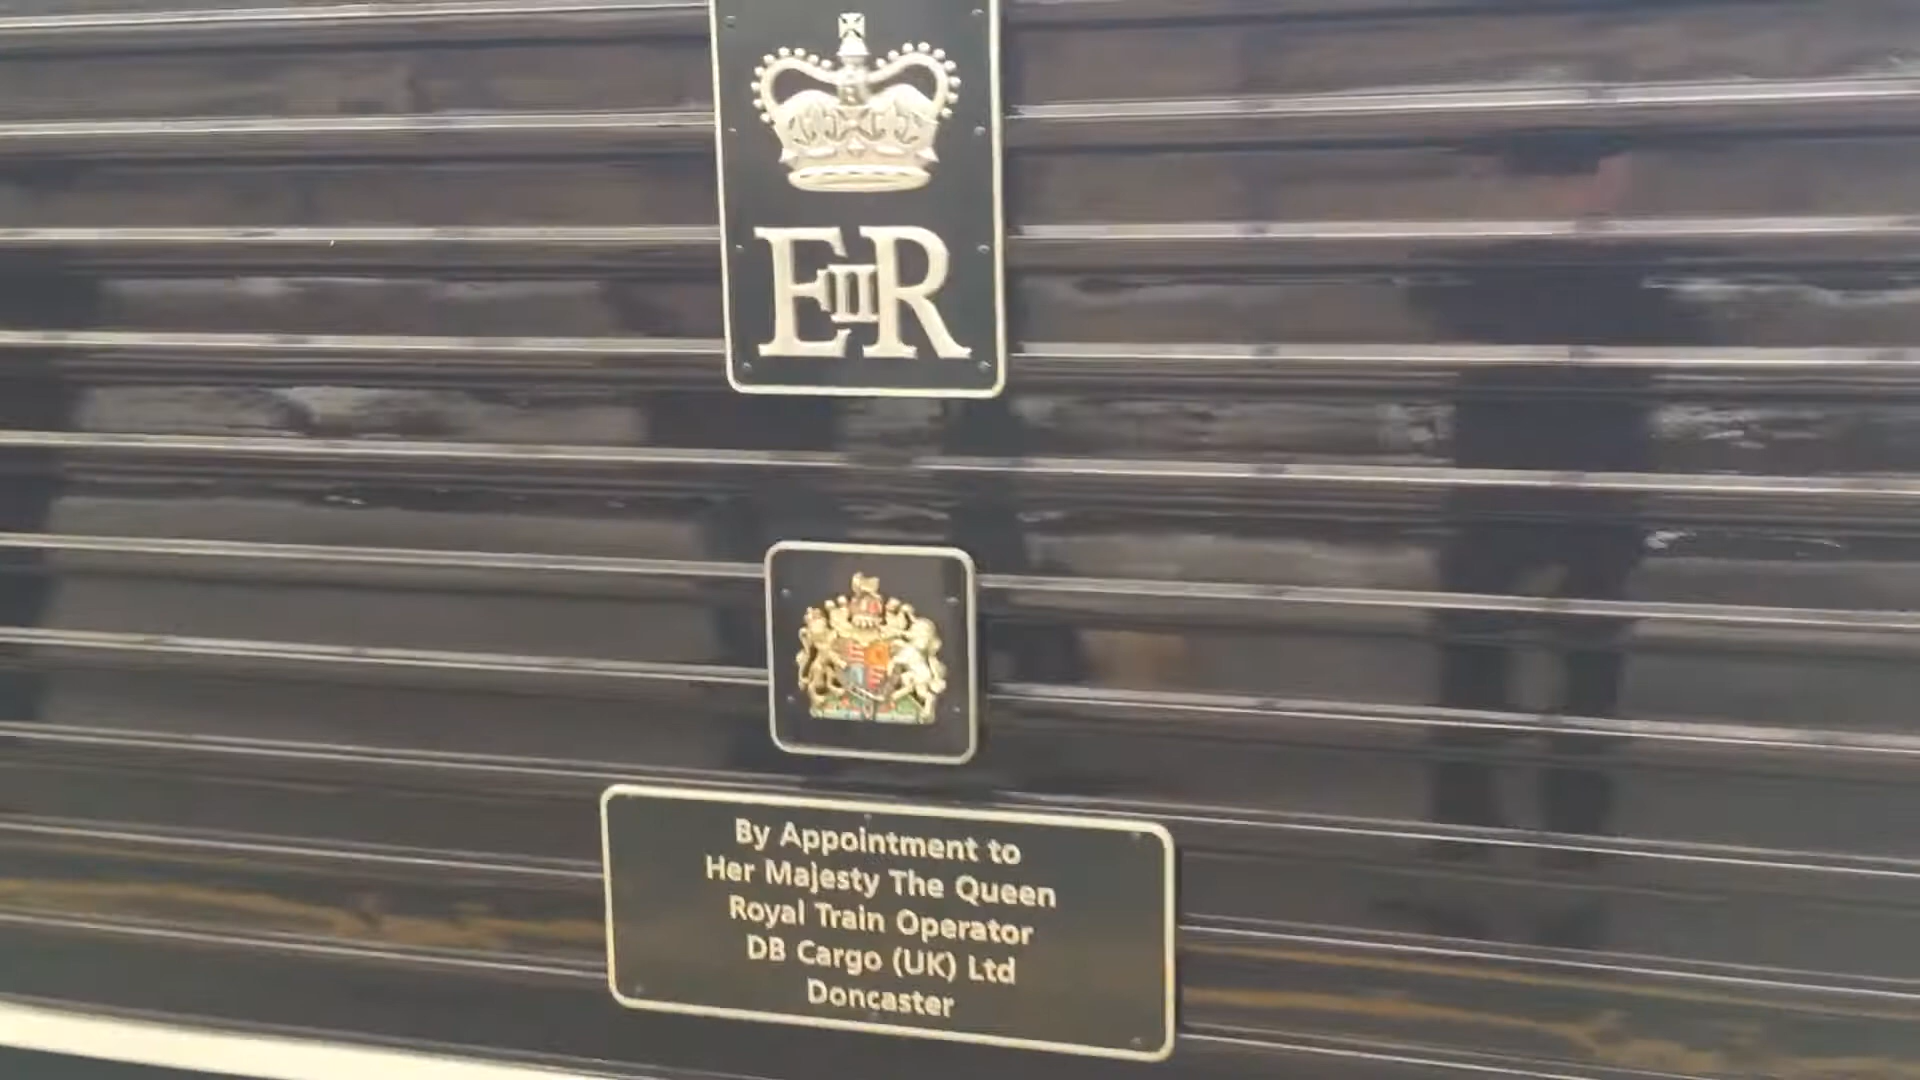 EIIR
By Appointment to
Her Majesty The Queen
Royal Train Operator
DB Cargo (UK) Ltd
Doncaster